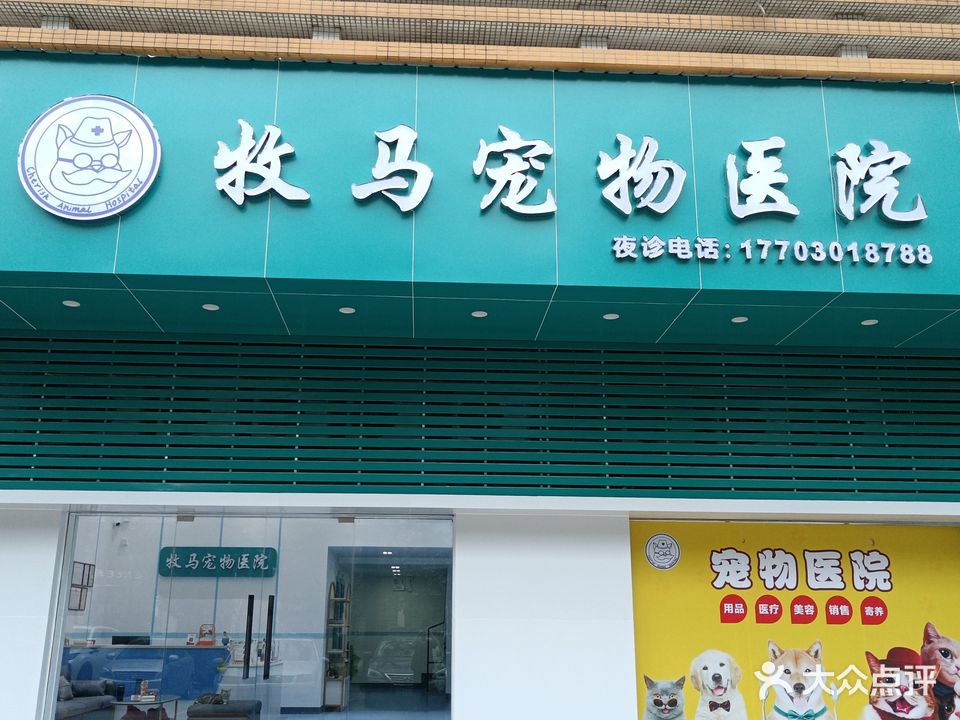 Cherish Animal Hospital
牧马宠物医院
夜诊电话:17703018788
牧马宠物医院
宠物医院
用品 医疗 美容 销售 寄养
大众点评